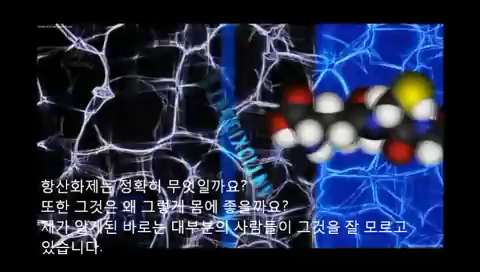 항산화제는 정확히 무엇일까요?
또한 그것은 왜 그렇게 몸에 좋을까요?
제가 알게된 바로는 대부분의 사람들이 그것을 잘 모르고
있습니다.